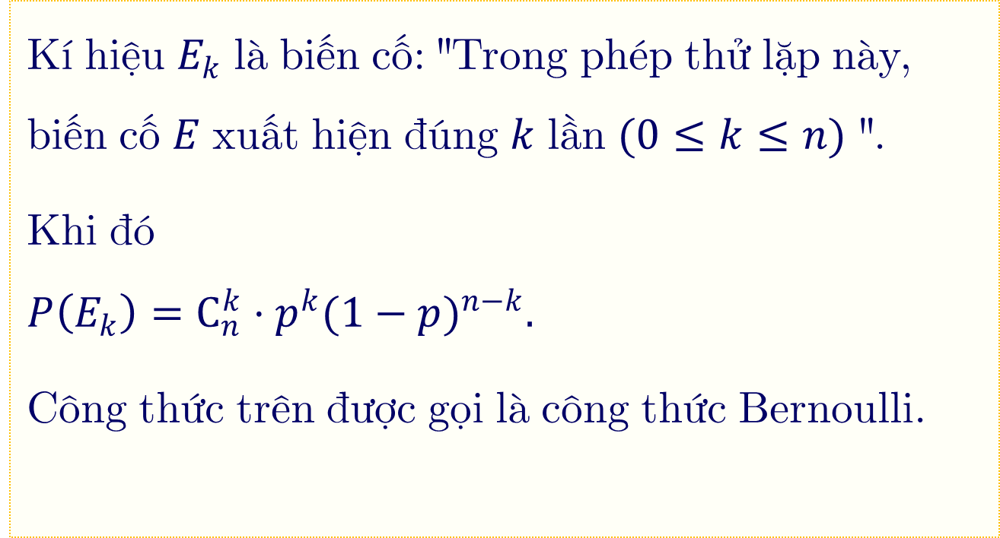 Kí hiệu $E_k$ là biến cố: "Trong phép thử lặp này,
biến cố $E$ xuất hiện đúng $k$ lần $(0 \leq k \leq n)$ ".
Khi đó
$P(E_k) = \mathrm{C}_n^k \cdot p^k (1 - p)^{n-k}$.
Công thức trên được gọi là công thức Bernoulli.